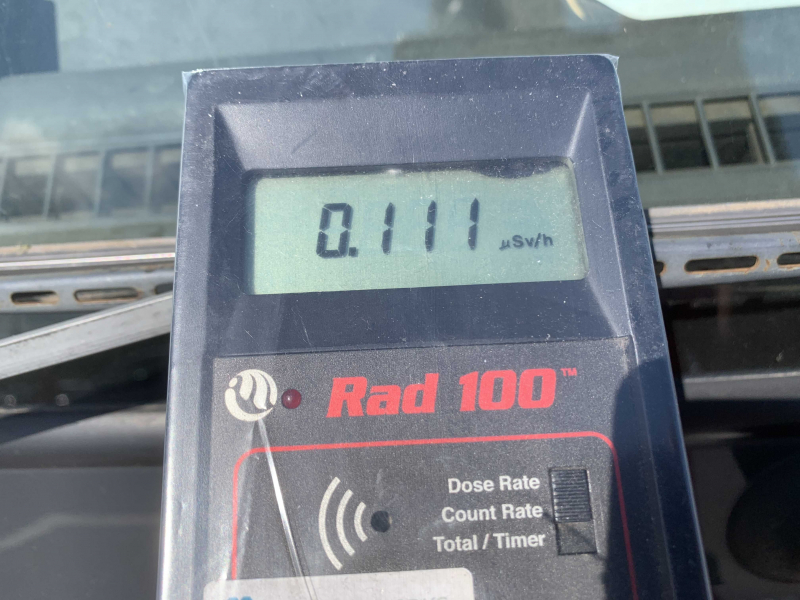 0.111 µSv/h
Rad 100™
Dose Rate
Count Rate
Total / Timer